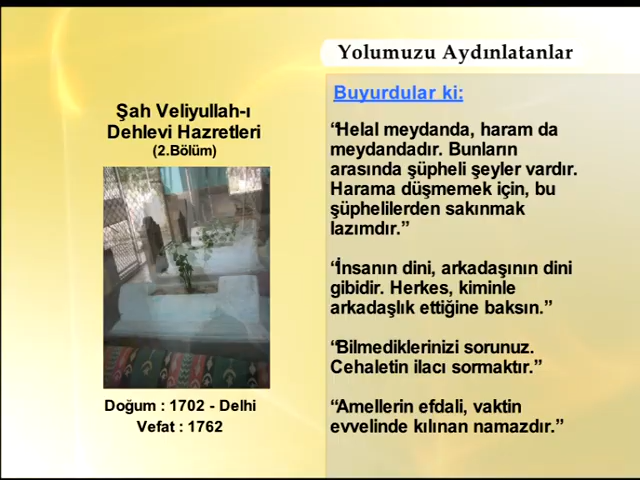 Yolumuzu Aydınlatanlar
Şah Veliyullah-ı
Dehlevi Hazretleri
(2.Bölüm)
Doğum : 1702 - Delhi
Vefat : 1762
Buyurdular ki:
“Helal meydanda, haram da
meydandadır. Bunların
arasında şüpheli şeyler vardır.
Harama düşmemek için, bu
şüphelilerden sakınmak
lazımdır.”
“İnsanın dini, arkadaşının dini
gibidir. Herkes, kiminle
arkadaşlık ettiğine baksın.”
“Bilmediklerinizi sorunuz.
Cehaletin ilacı sormaktır.”
“Amellerin efdali, vaktin
evvelinde kılınan namazdır.”